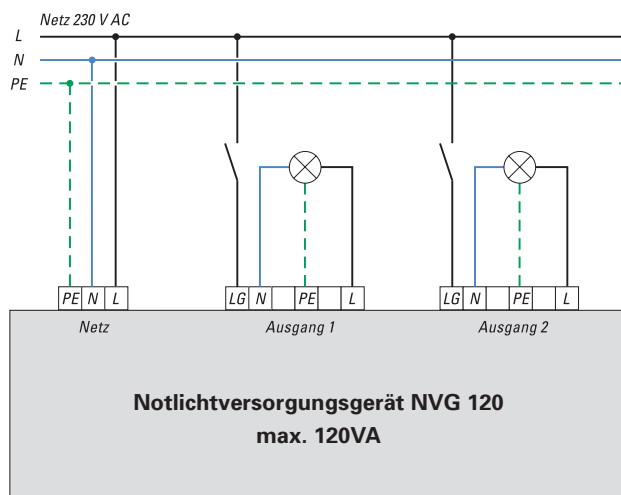 Netz 230 V AC
L
N
PE
PE N L
LG N PE L
LG N PE L
Netz
Ausgang 1
Ausgang 2
Notlichtversorgungsgerät NVG 120
max. 120VA